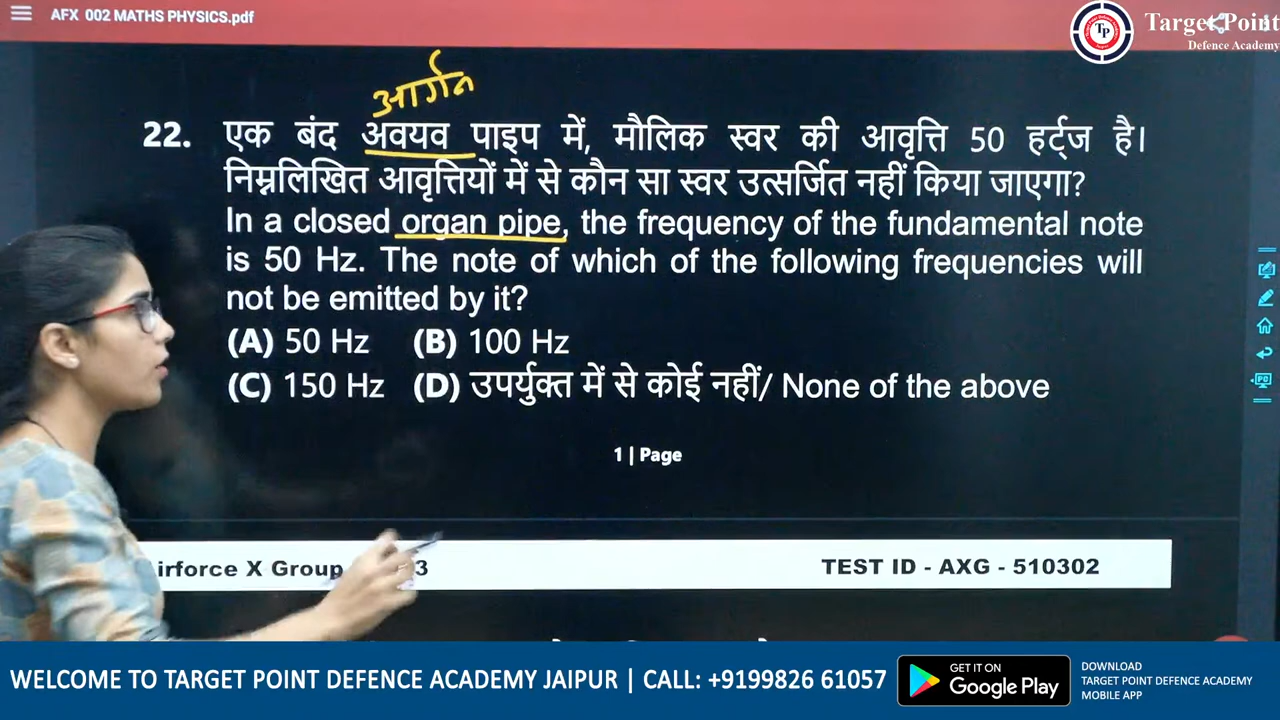 AFX 002 MATHS PHYSICS.pdf
Target Point
Defence Academy
TP
आर्गन
22. एक बंद अवयव पाइप में, मौलिक स्वर की आवृत्ति 50 हर्ट्ज है।
निम्नलिखित आवृत्तियों में से कौन सा स्वर उत्सर्जित नहीं किया जाएगा?
In a closed organ pipe, the frequency of the fundamental note
is 50 Hz. The note of which of the following frequencies will
not be emitted by it?
(A) 50 Hz (B) 100 Hz
(C) 150 Hz (D) उपर्युक्त में से कोई नहीं/ None of the above
1 | Page
irforce X Group 3
TEST ID - AXG - 510302
WELCOME TO TARGET POINT DEFENCE ACADEMY JAIPUR | CALL: +9199826 61057
GET IT ON
Google Play
DOWNLOAD
TARGET POINT DEFENCE ACADEMY
MOBILE APP